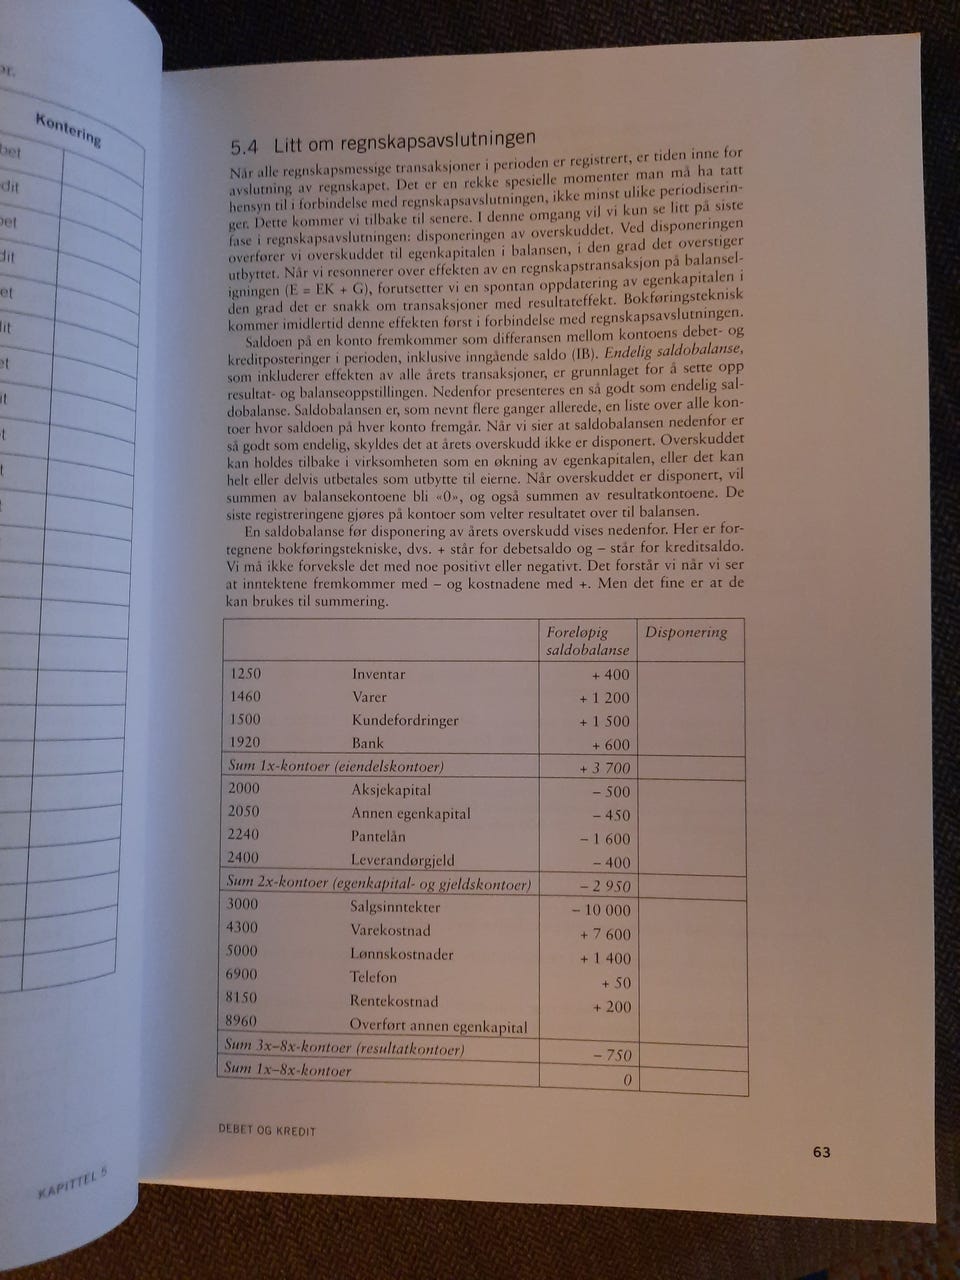 Kontering
5.4 Litt om regnskapsavslutningen
Når alle regnskapsmessige transaksjoner i perioden er registrert, er tiden inne for
avslutning av regnskapet. Det er en rekke spesielle momenter man må ha tatt
hensyn til i forbindelse med regnskapsavslutningen, ikke minst ulike periodiserin-
ger. Dette kommer vi tilbake til senere. I denne omgang vil vi kun se litt på siste
fase i regnskapsavslutningen: disponeringen av overskuddet. Ved disponeringen
overfører vi overskuddet til egenkapitalen i balansen, i den grad det overstiger
utbyttet. Når vi resonnerer over effekten av en regnskapstransaksjon på balansel-
igningen (E = EK + G), forutsetter vi en spontan oppdatering av egenkapitalen i
den grad det er snakk om transaksjoner med resultateffekt. Bokføringsteknisk
kommer imidlertid denne effekten først i forbindelse med regnskapsavslutningen.
Saldoen på en konto fremkommer som differansen mellom kontoens debet- og
kreditposteringer i perioden, inklusive inngående saldo (IB). Endelig saldobalanse,
som inkluderer effekten av alle årets transaksjoner, er grunnlaget for å sette opp
resultat- og balanseoppstillingen. Nedenfor presenteres en så godt som endelig sal-
dobalanse. Saldobalansen er, som nevnt flere ganger allerede, en liste over alle kon-
toer hvor saldoen på hver konto fremgår. Når vi sier at saldobalansen nedenfor er
så godt som endelig, skyldes det at årets overskudd ikke er disponert. Overskuddet
kan holdes tilbake i virksomheten som en økning av egenkapitalen, eller det kan
helt eller delvis utbetales som utbytte til eierne. Når overskuddet er disponert, vil
summen av balansekontoene bli «0», og også summen av resultatkontoene. De
siste registreringene gjøres på kontoer som velter resultatet over til balansen.
En saldobalanse før disponering av årets overskudd vises nedenfor. Her er for-
tegnene bokføringstekniske, dvs. + står for debetsaldo og – står for kreditsaldo.
Vi må ikke forveksle det med noe positivt eller negativt. Det forstår vi når vi ser
at inntektene fremkommer med – og kostnadene med +. Men det fine er at de
kan brukes til summering.
Foreløpig saldobalanse Disponering
1250 Inventar + 400
1460 Varer + 1 200
1500 Kundefordringer + 1 500
1920 Bank + 600
Sum 1x-kontoer (eiendelskontoer) + 3 700
2000 Aksjekapital – 500
2050 Annen egenkapital – 450
2240 Pantelån – 1 600
2400 Leverandørgjeld – 400
Sum 2x-kontoer (egenkapital- og gjeldskontoer) – 2 950
3000 Salgsinntekter – 10 000
4300 Varekostnad + 7 600
5000 Lønnskostnader + 1 400
6900 Telefon + 50
8150 Rentekostnad + 200
8960 Overført annen egenkapital
Sum 3x–8x-kontoer (resultatkontoer) – 750
Sum 1x–8x-kontoer 0
DEBET OG KREDIT
63
KAPITTEL 5